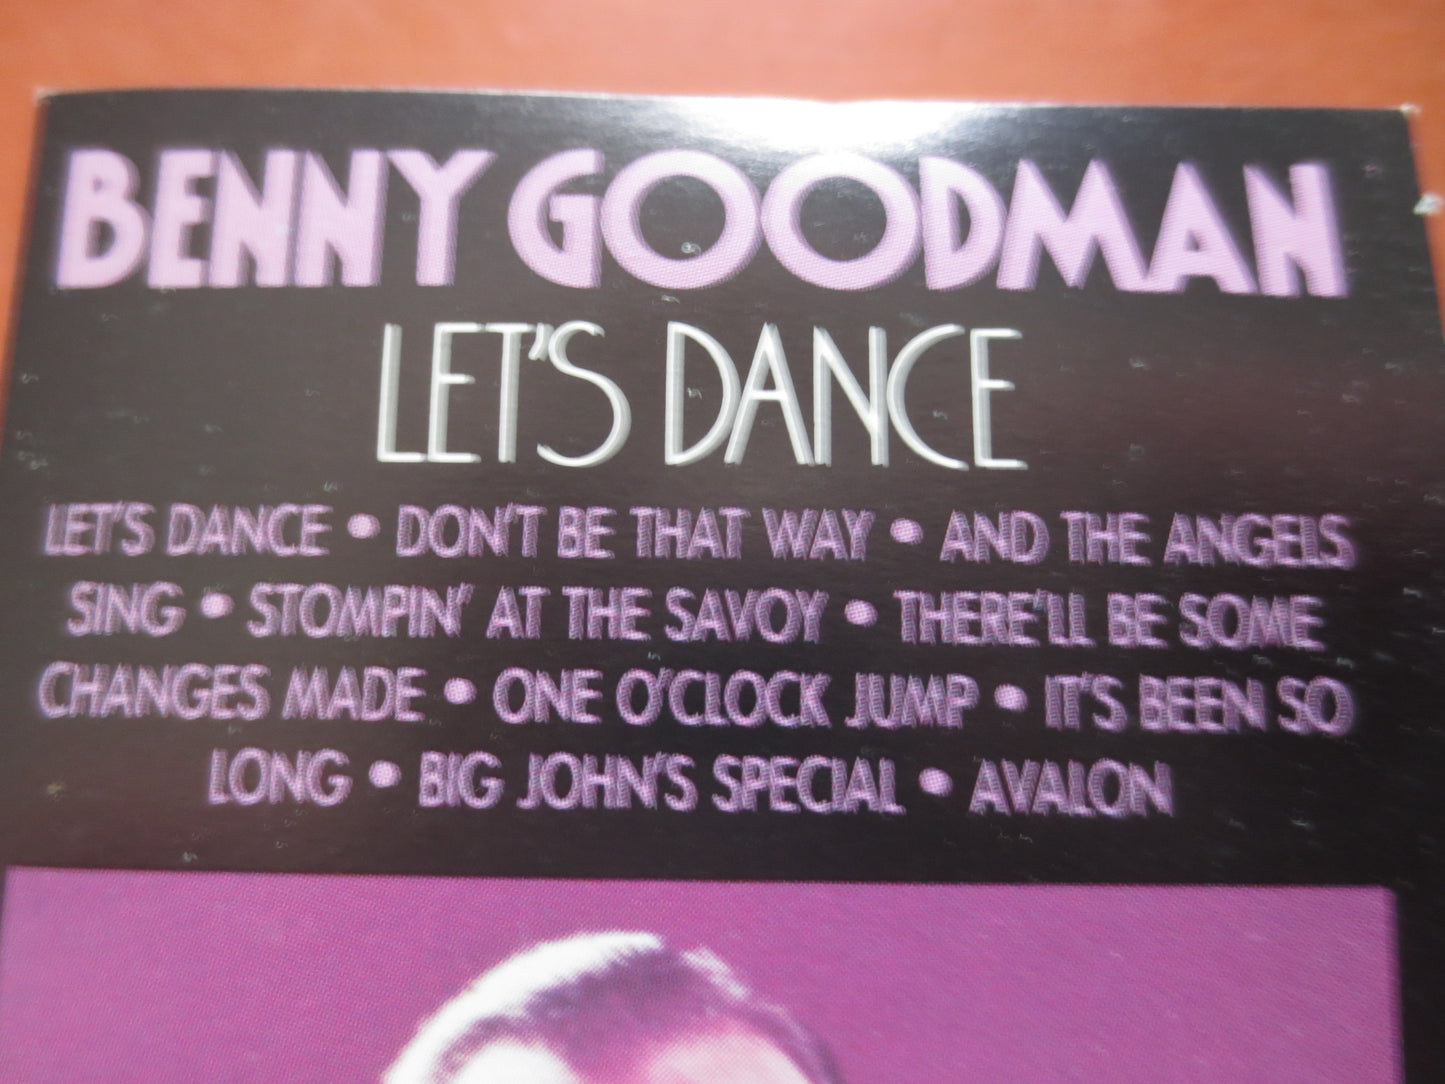 BENNY GOODMAN
LET'S DANCE
LET'S DANCE • DON'T BE THAT WAY • AND THE ANGELS
SING • STOMPIN' AT THE SAVOY • THERE'LL BE SOME
CHANGES MADE • ONE O'CLOCK JUMP • IT'S BEEN SO
LONG • BIG JOHN'S SPECIAL • AVALON